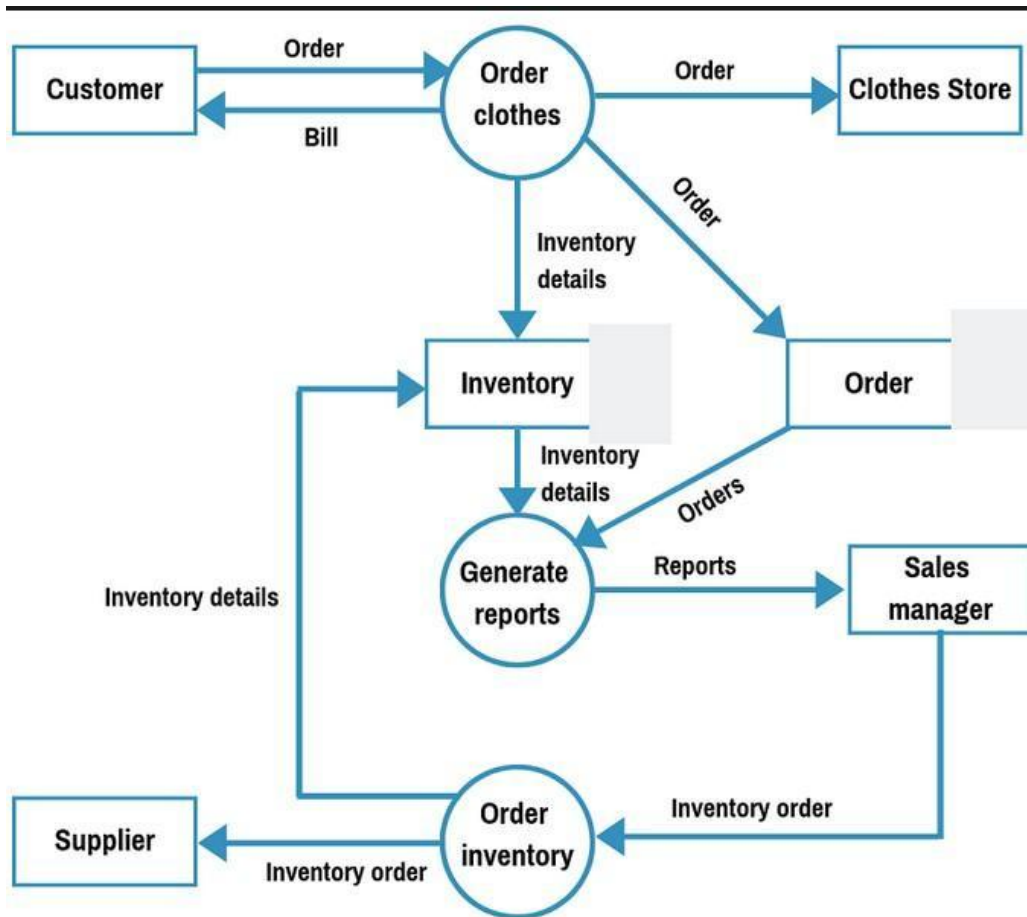 Order
Customer
Bill
Order
clothes
Order
Clothes Store
Order
Inventory
details
Inventory
Order
Inventory
details
Orders
Generate
reports
Reports
Sales
manager
Inventory details
Order
inventory
Inventory order
Supplier
Inventory order